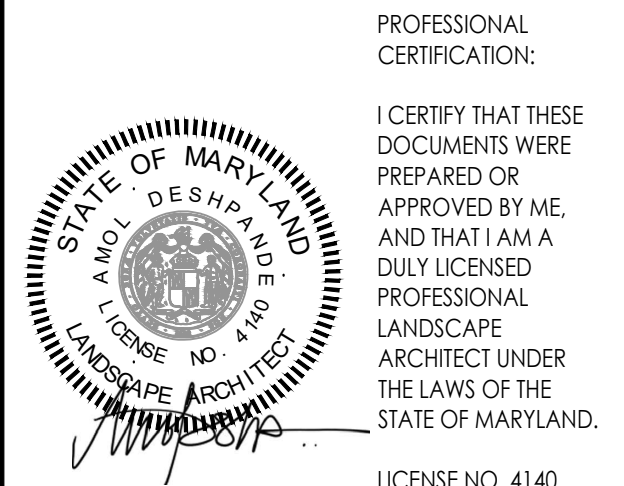 STATE OF MARYLAND
AMOL DESHPANDE
LICENSE NO. 4140
LANDSCAPE ARCHITECT
PROFESSIONAL
CERTIFICATION:
I CERTIFY THAT THESE
DOCUMENTS WERE
PREPARED OR
APPROVED BY ME,
AND THAT I AM A
DULY LICENSED
PROFESSIONAL
LANDSCAPE
ARCHITECT UNDER
THE LAWS OF THE
STATE OF MARYLAND.
LICENSE NO. 4140